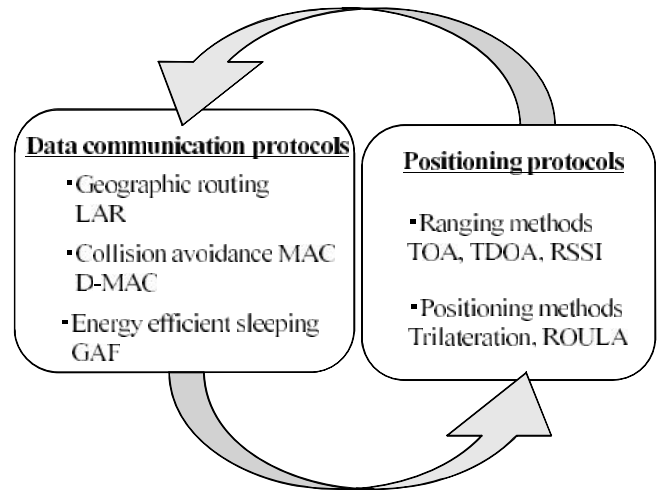 Data communication protocols
▪Geographic routing
LAR
▪Collision avoidance MAC
D-MAC
▪Energy efficient sleeping
GAF
Positioning protocols
▪Ranging methods
TOA, TDOA, RSSI
▪Positioning methods
Trilateration, ROULA